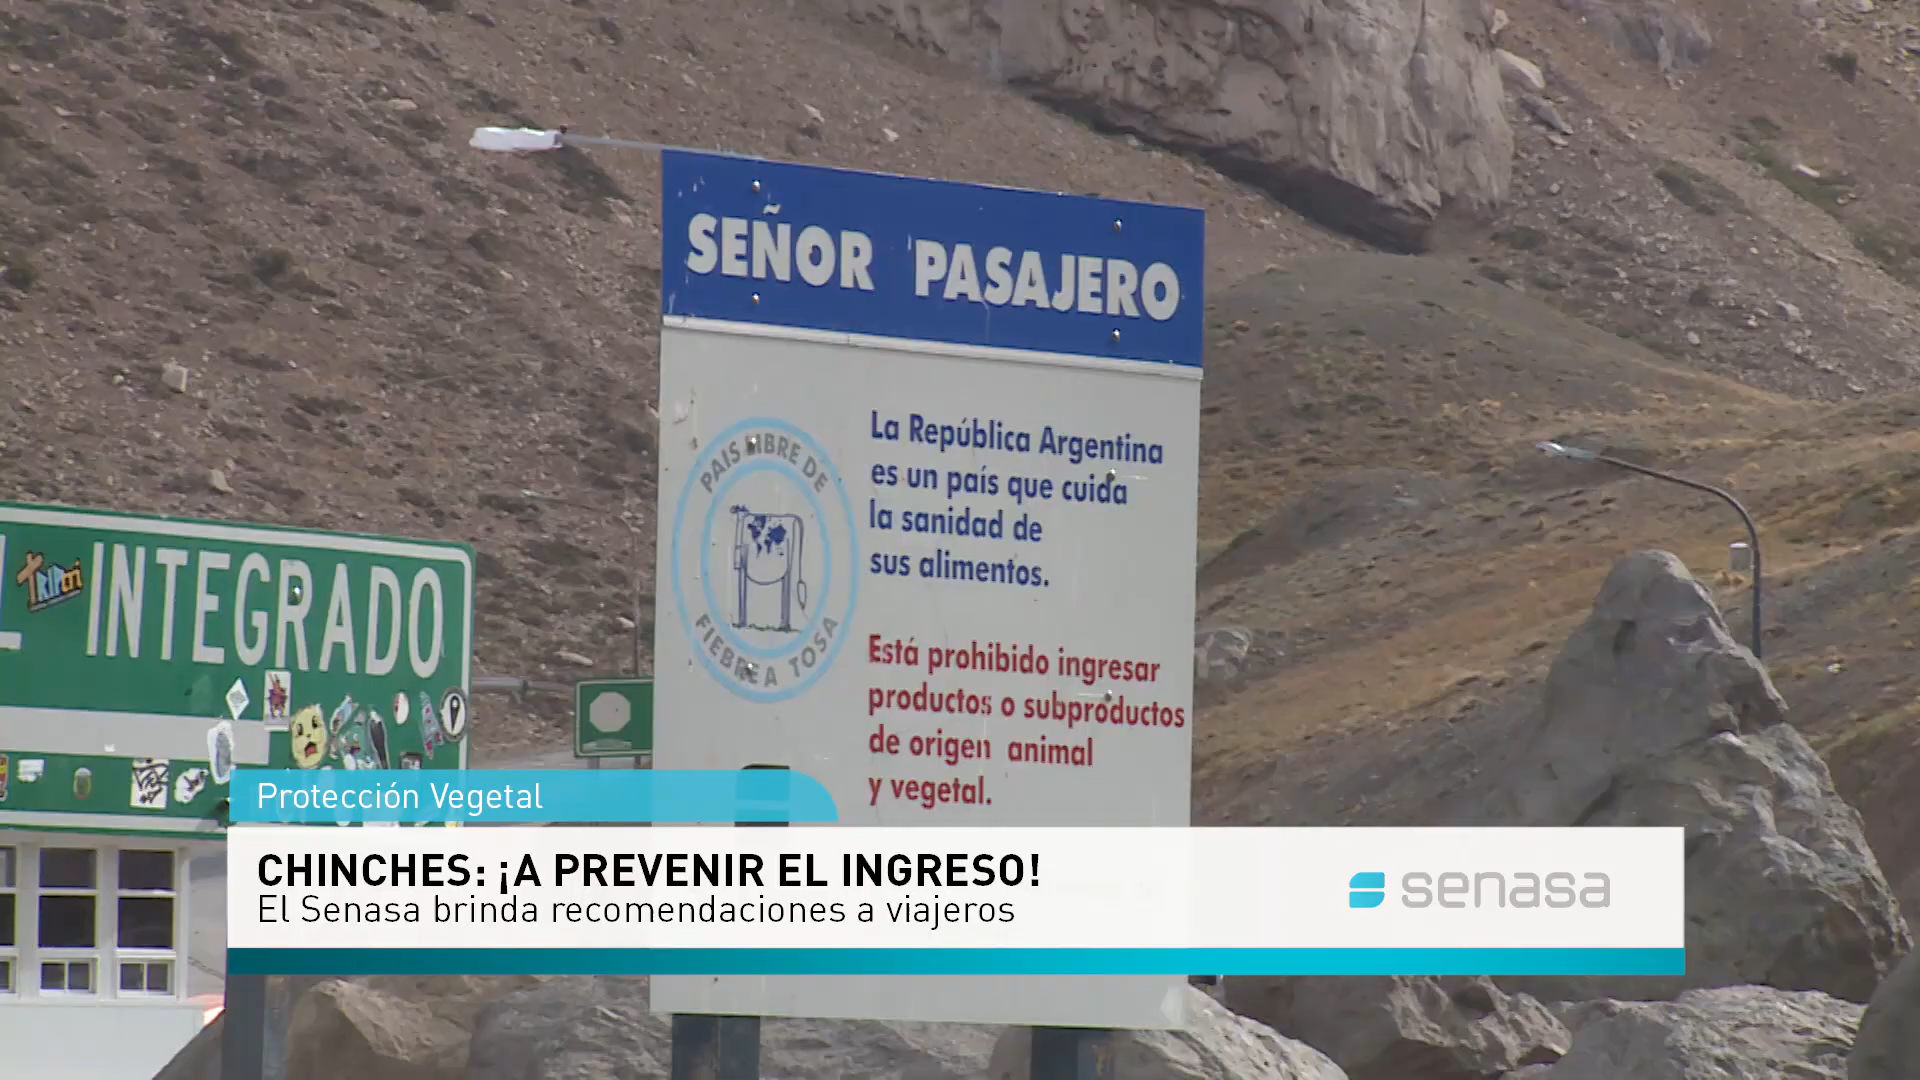 SEÑOR PASAJERO
PAIS LIBRE DE
FIEBRE A TOSA
La República Argentina
es un país que cuida
la sanidad de
sus alimentos.
Está prohibido ingresar
productos o subproductos
de origen animal
y vegetal.
L INTEGRADO
Protección Vegetal
CHINCHES: ¡A PREVENIR EL INGRESO!
El Senasa brinda recomendaciones a viajeros
senasa